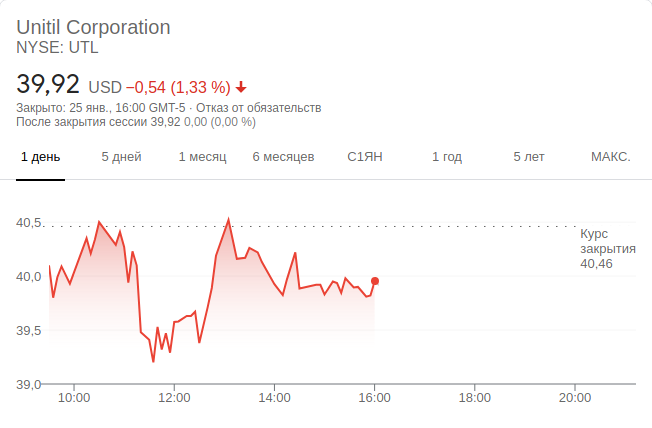 Unitil Corporation
NYSE: UTL
39,92 USD −0,54 (1,33 %)
Закрыто: 25 янв., 16:00 GMT-5 · Отказ от обязательств
После закрытия сессии 39,92 0,00 (0,00 %)
1 день 5 дней 1 месяц 6 месяцев С1ЯН 1 год 5 лет МАКС.
40,5
Курс
закрытия
40,46
40,0
39,5
39,0
10:00 12:00 14:00 16:00 18:00 20:00